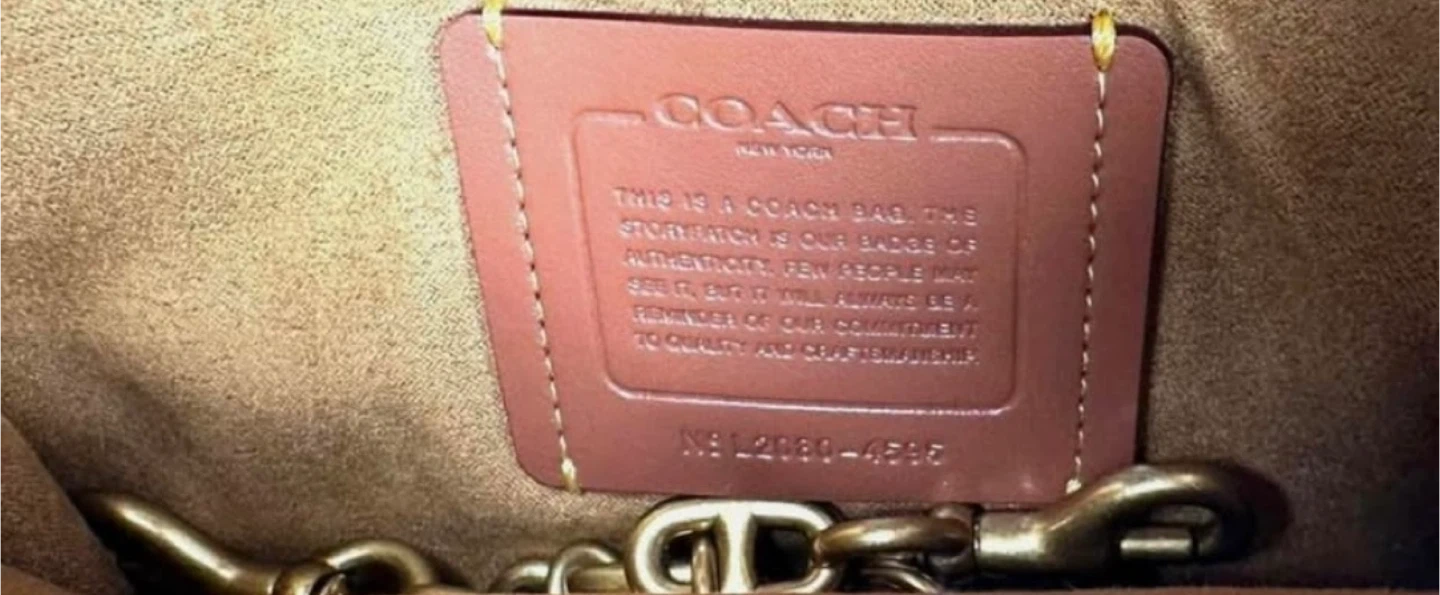 COACH
NEW YORK
THIS IS A COACH BAG. THE
STORYPATCH IS OUR BADGE OF
AUTHENTICITY. FEW PEOPLE MAY
SEE IT, BUT IT WILL ALWAYS BE A
REMINDER OF OUR COMMITMENT
TO QUALITY AND CRAFTSMANSHIP.
Nº L2080-4595